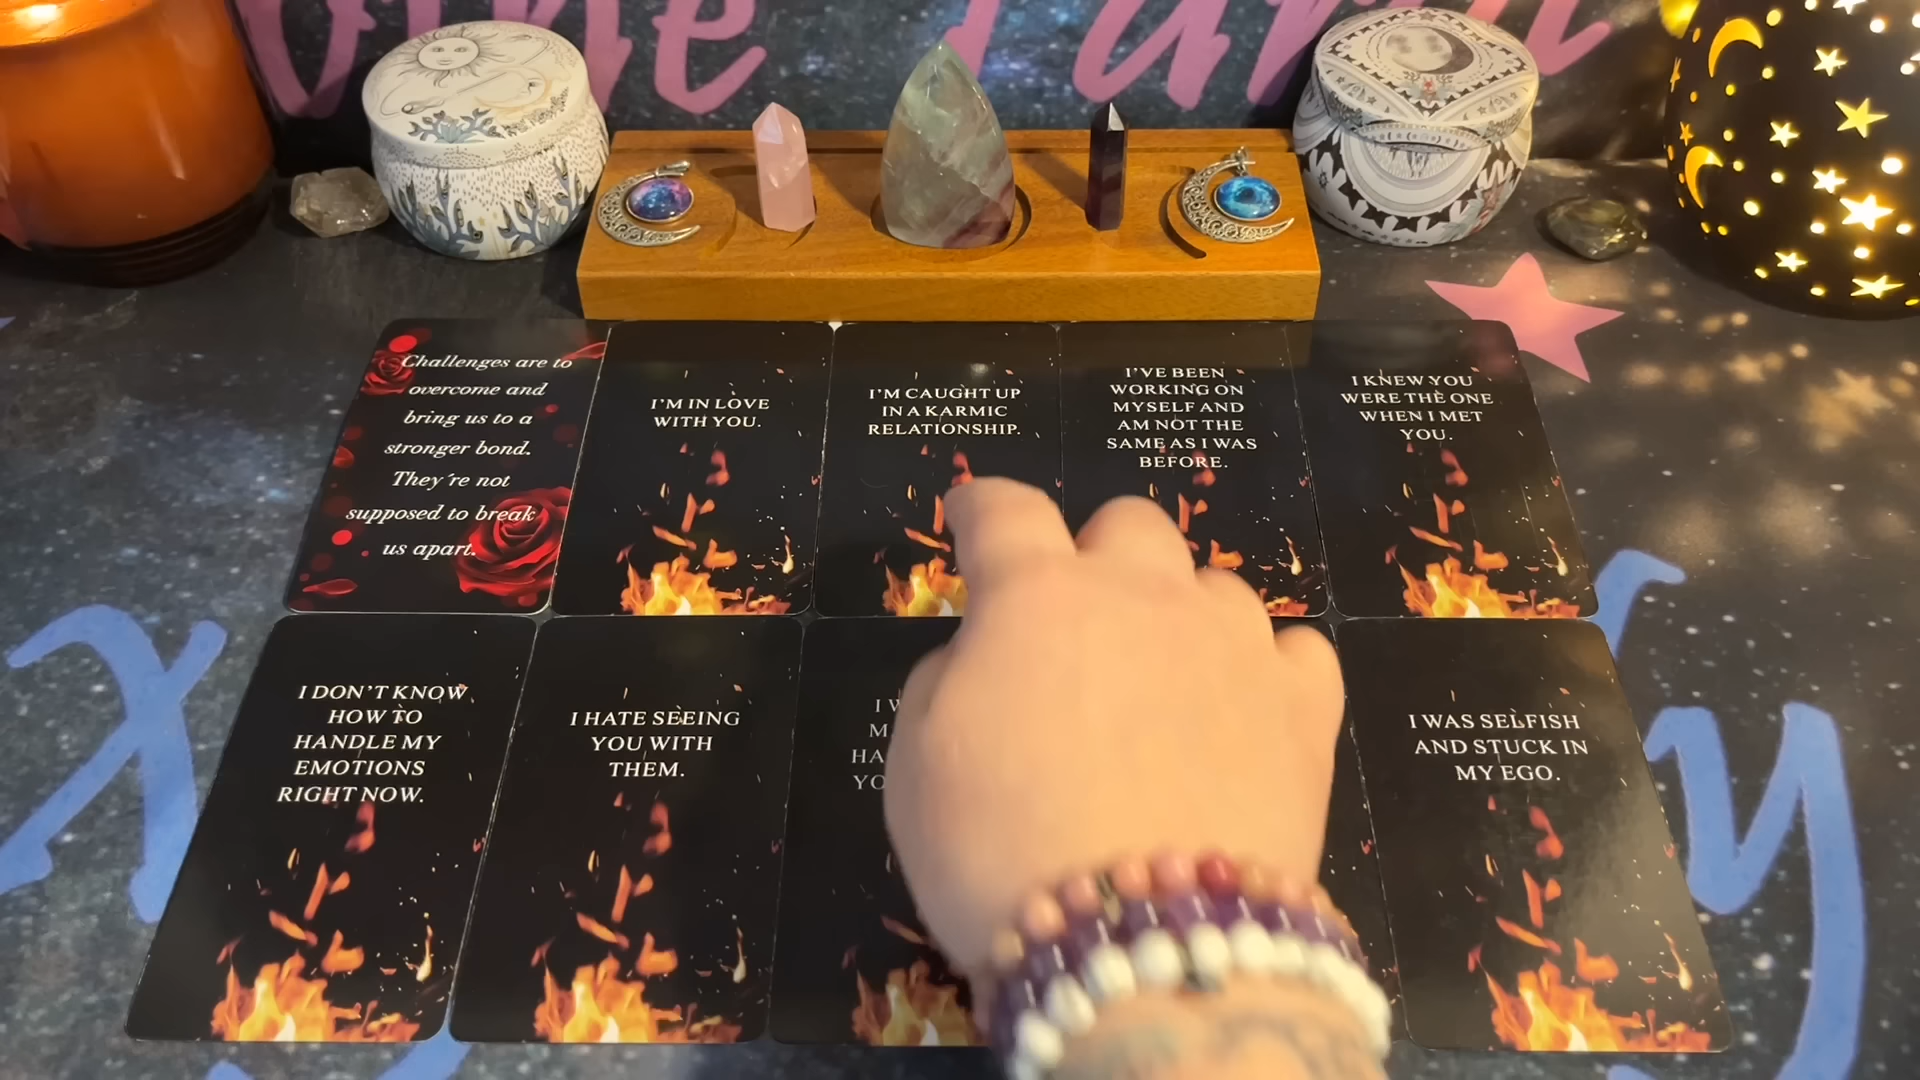 Challenges are to
overcome and
bring us to a
stronger bond.
They're not
supposed to break
us apart.
I'M IN LOVE
WITH YOU.
I'M CAUGHT UP
IN A KARMIC
RELATIONSHIP.
I'VE BEEN
WORKING ON
MYSELF AND
AM NOT THE
SAME AS I WAS
BEFORE.
I KNEW YOU
WERE THE ONE
WHEN I MET
YOU.
I DON'T KNOW
HOW TO
HANDLE MY
EMOTIONS
RIGHT NOW.
I HATE SEEING
YOU WITH
THEM.
I
I WAS SELFISH
AND STUCK IN
MY EGO.